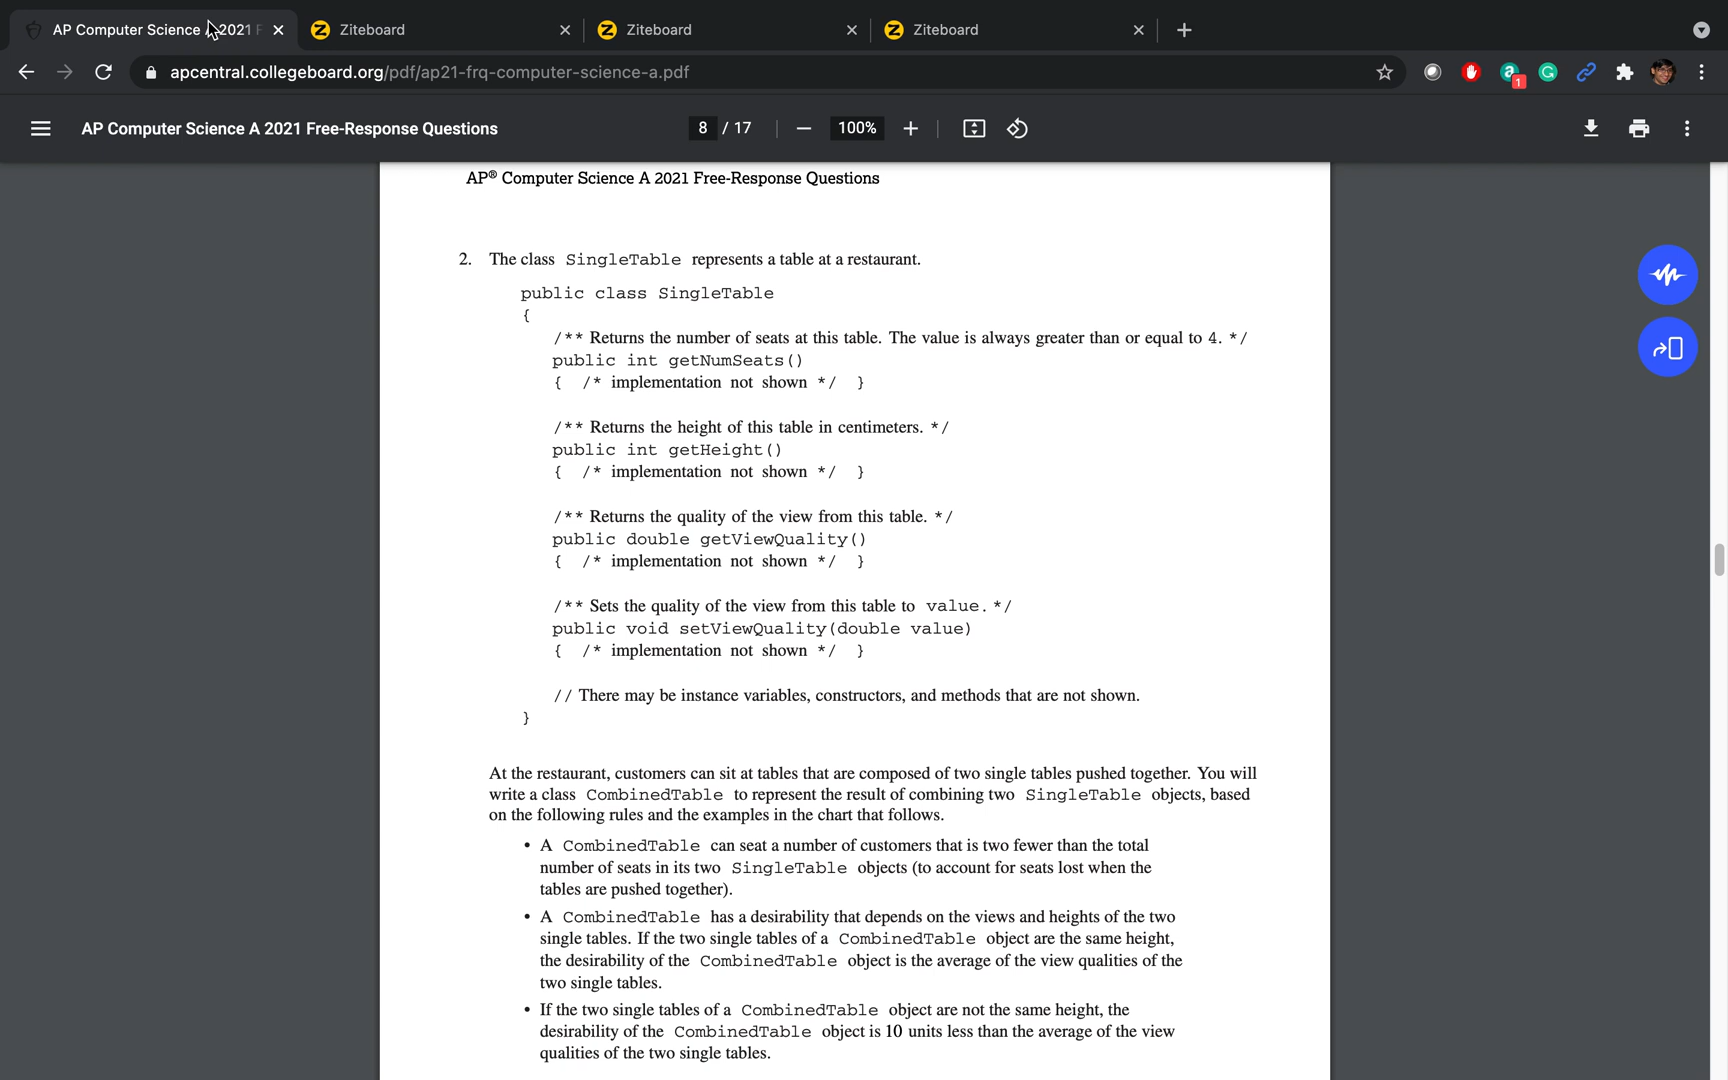 AP Computer Science A 2021 F
Ziteboard
Ziteboard
Ziteboard
apcentral.collegeboard.org/pdf/ap21-frq-computer-science-a.pdf
1
AP Computer Science A 2021 Free-Response Questions
8 / 17
100%
AP® Computer Science A 2021 Free-Response Questions
2. The class SingleTable represents a table at a restaurant.
public class SingleTable
{
/** Returns the number of seats at this table. The value is always greater than or equal to 4. */
public int getNumSeats()
{ /* implementation not shown */ }
/** Returns the height of this table in centimeters. */
public int getHeight()
{ /* implementation not shown */ }
/** Returns the quality of the view from this table. */
public double getViewQuality()
{ /* implementation not shown */ }
/** Sets the quality of the view from this table to value. */
public void setViewQuality(double value)
{ /* implementation not shown */ }
// There may be instance variables, constructors, and methods that are not shown.
}
At the restaurant, customers can sit at tables that are composed of two single tables pushed together. You will
write a class CombinedTable to represent the result of combining two SingleTable objects, based
on the following rules and the examples in the chart that follows.
• A CombinedTable can seat a number of customers that is two fewer than the total
number of seats in its two SingleTable objects (to account for seats lost when the
tables are pushed together).
• A CombinedTable has a desirability that depends on the views and heights of the two
single tables. If the two single tables of a CombinedTable object are the same height,
the desirability of the CombinedTable object is the average of the view qualities of the
two single tables.
• If the two single tables of a CombinedTable object are not the same height, the
desirability of the CombinedTable object is 10 units less than the average of the view
qualities of the two single tables.